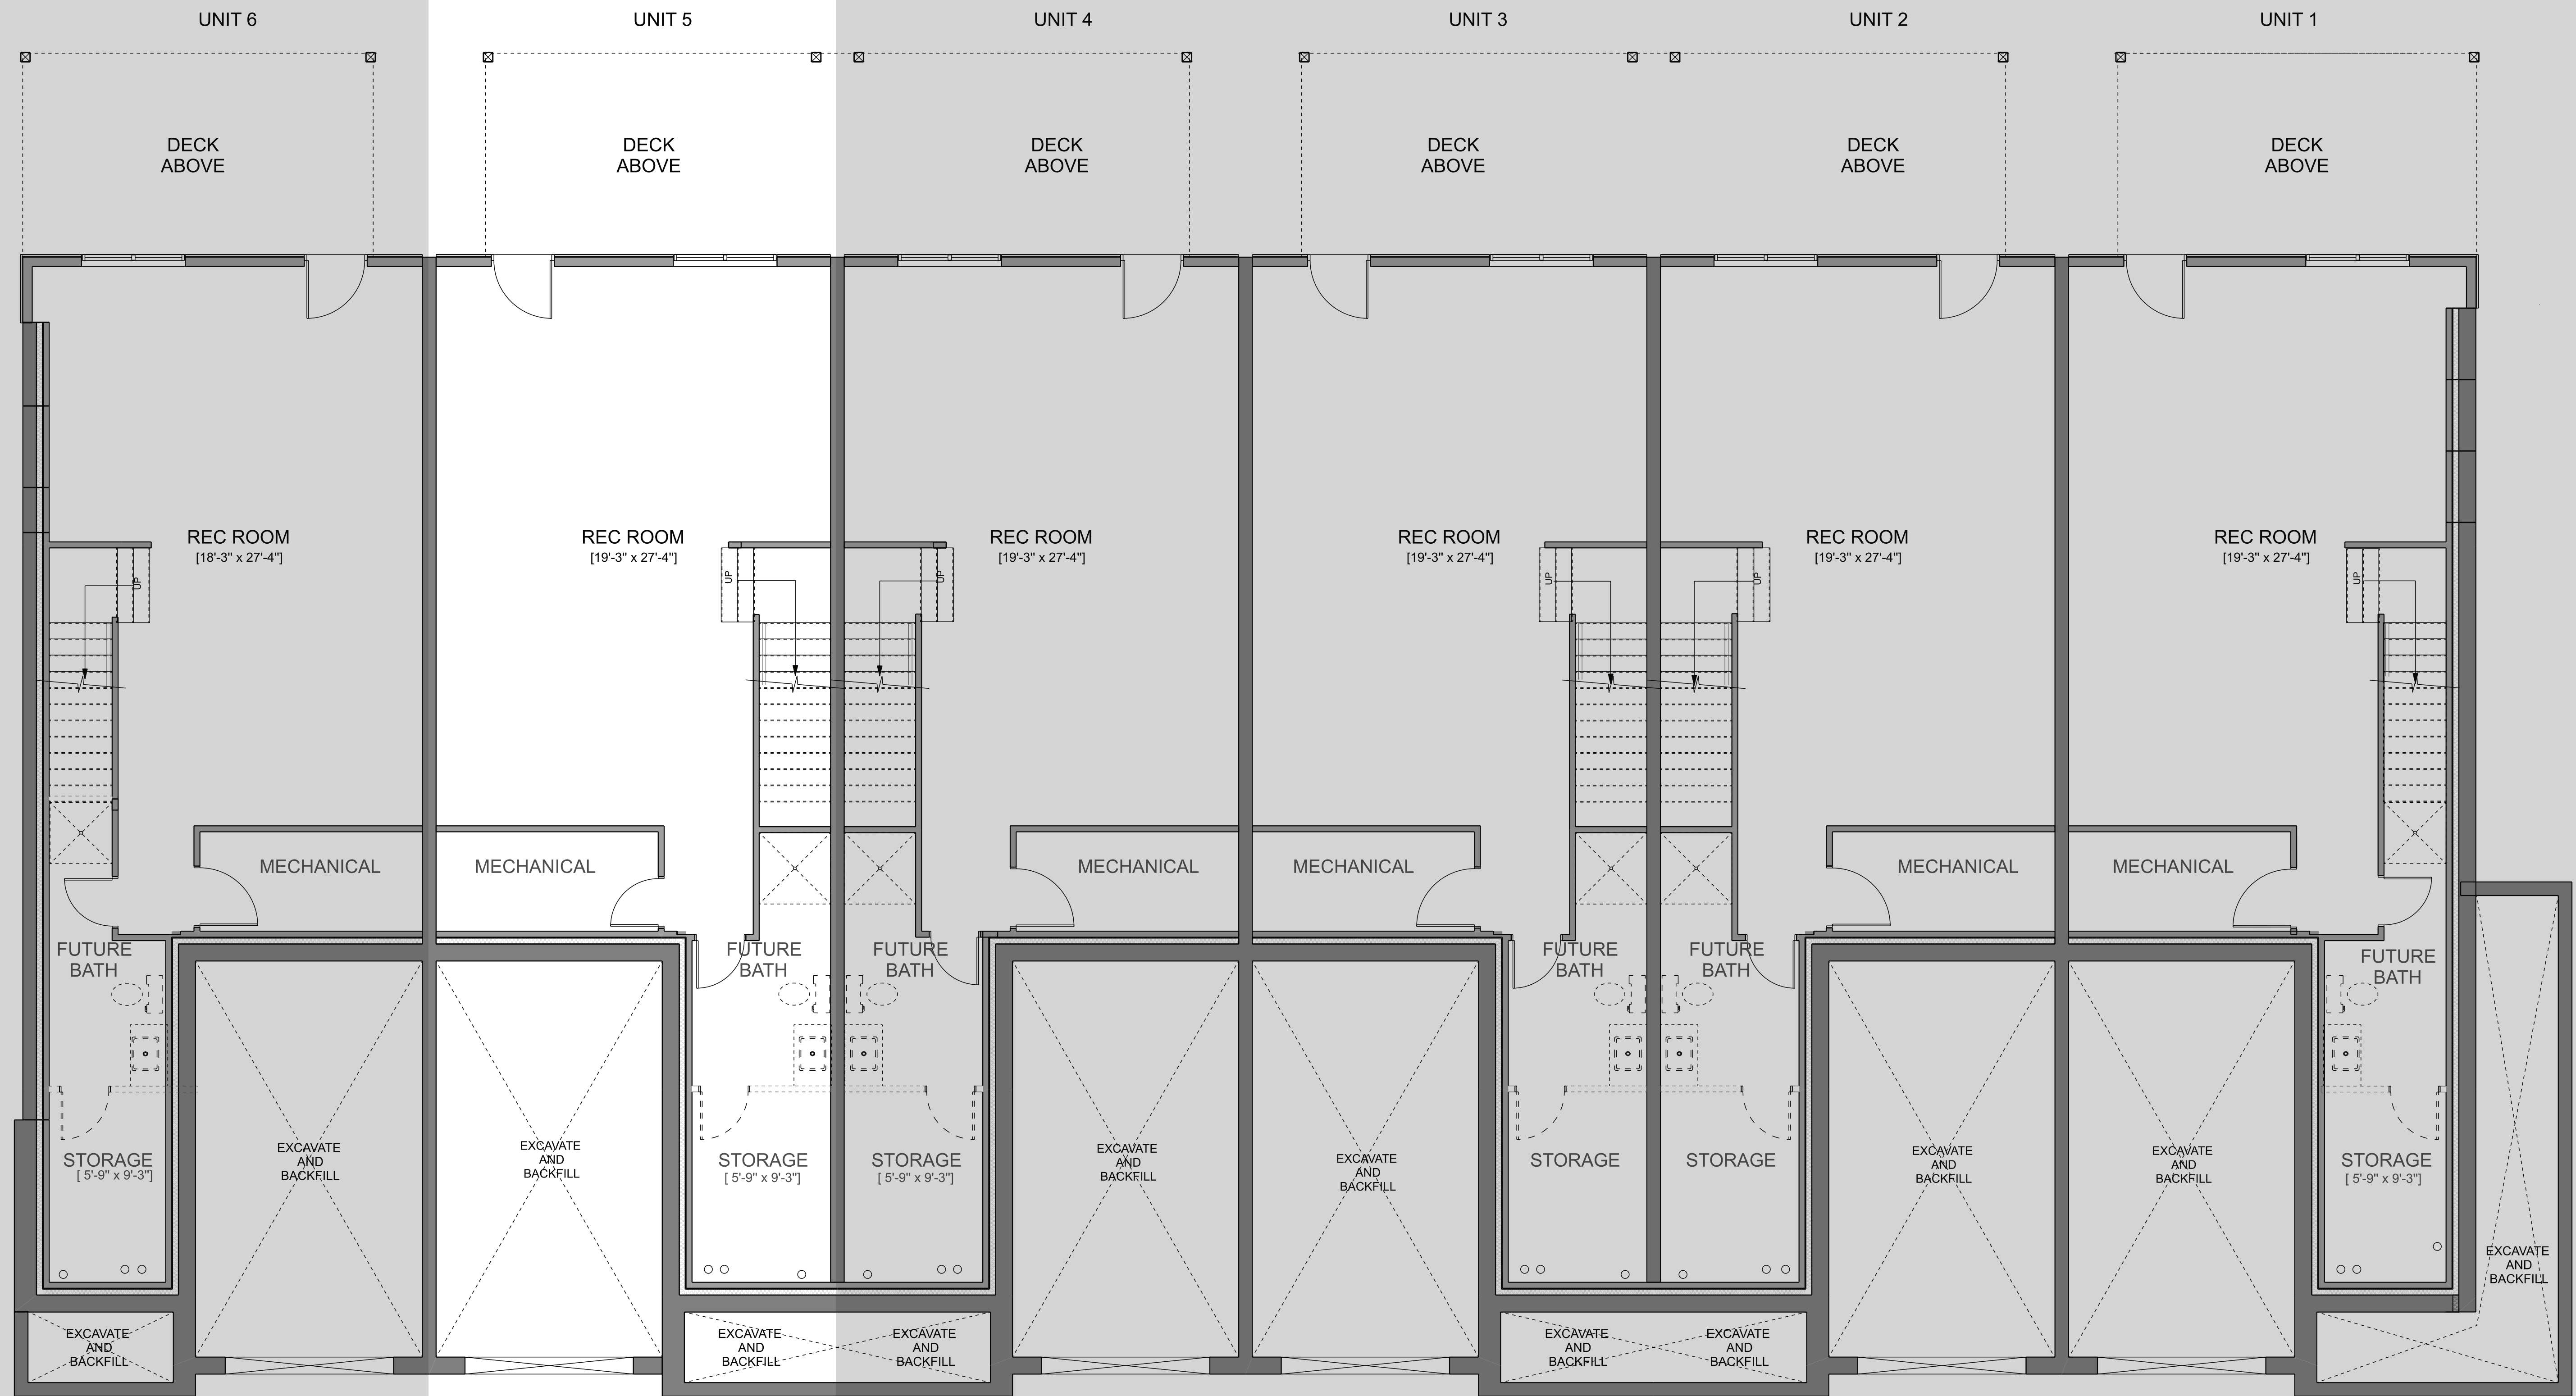 UNIT 6
UNIT 5
UNIT 4
UNIT 3
UNIT 2
UNIT 1
DECK
ABOVE
DECK
ABOVE
DECK
ABOVE
DECK
ABOVE
DECK
ABOVE
DECK
ABOVE
REC ROOM
[18'-3" x 27'-4"]
REC ROOM
[19'-3" x 27'-4"]
REC ROOM
[19'-3" x 27'-4"]
REC ROOM
[19'-3" x 27'-4"]
REC ROOM
[19'-3" x 27'-4"]
REC ROOM
[19'-3" x 27'-4"]
UP
UP
UP
UP
UP
UP
MECHANICAL
MECHANICAL
MECHANICAL
MECHANICAL
MECHANICAL
MECHANICAL
FUTURE
BATH
FUTURE
BATH
FUTURE
BATH
FUTURE
BATH
FUTURE
BATH
FUTURE
BATH
STORAGE
[ 5'-9" x 9'-3"]
EXCAVATE
AND
BACKFILL
EXCAVATE
AND
BACKFILL
STORAGE
[ 5'-9" x 9'-3"]
STORAGE
[ 5'-9" x 9'-3"]
EXCAVATE
AND
BACKFILL
EXCAVATE
AND
BACKFILL
STORAGE
STORAGE
EXCAVATE
AND
BACKFILL
EXCAVATE
AND
BACKFILL
STORAGE
[ 5'-9" x 9'-3"]
EXCAVATE
AND
BACKFILL
EXCAVATE
AND
BACKFILL
EXCAVATE
AND
BACKFILL
EXCAVATE
AND
BACKFILL
EXCAVATE
AND
BACKFILL
EXCAVATE
AND
BACKFILL